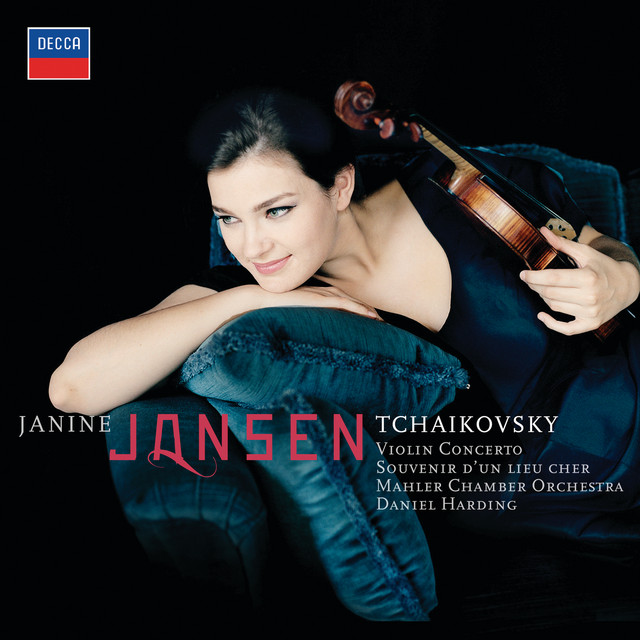 DECCA
JANINE JANSEN
TCHAIKOVSKY
VIOLIN CONCERTO
SOUVENIR D'UN LIEU CHER
MAHLER CHAMBER ORCHESTRA
DANIEL HARDING